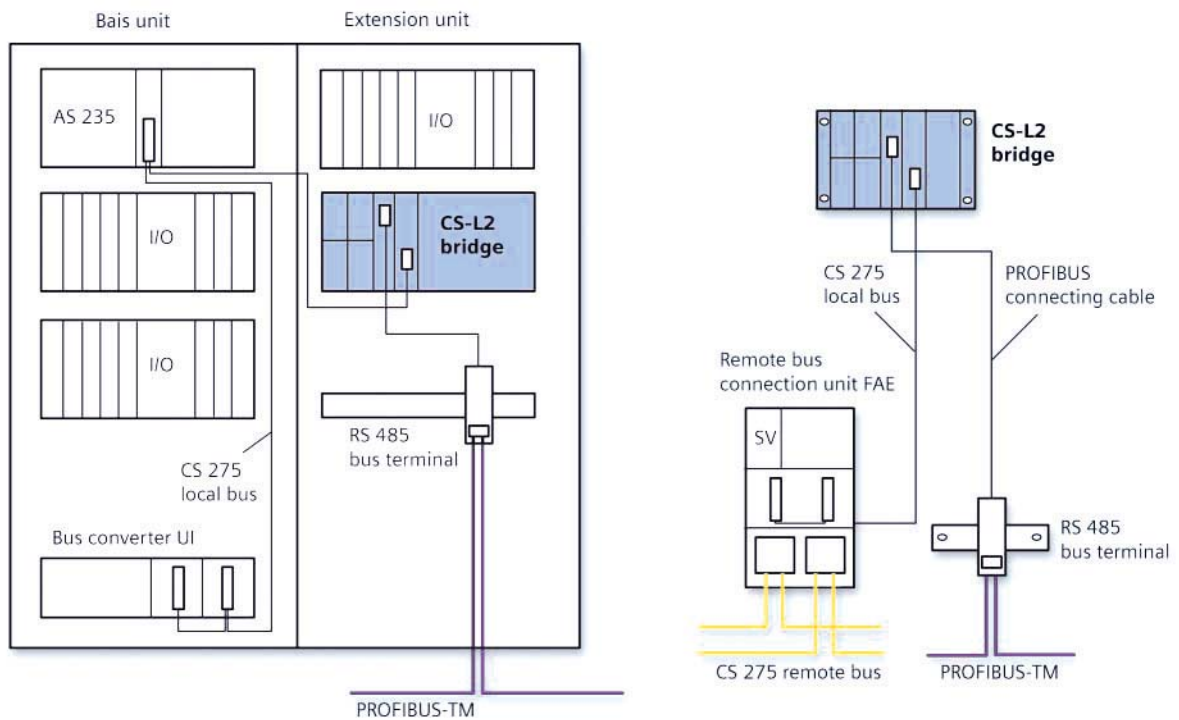 Bais unit
Extension unit
AS 235
I/O
I/O
CS-L2
bridge
I/O
I/O
RS 485
bus terminal
CS 275
local bus
Bus converter UI
PROFIBUS-TM
CS-L2
bridge
CS 275
local bus
PROFIBUS
connecting cable
Remote bus
connection unit FAE
SV
RS 485
bus terminal
CS 275 remote bus
PROFIBUS-TM